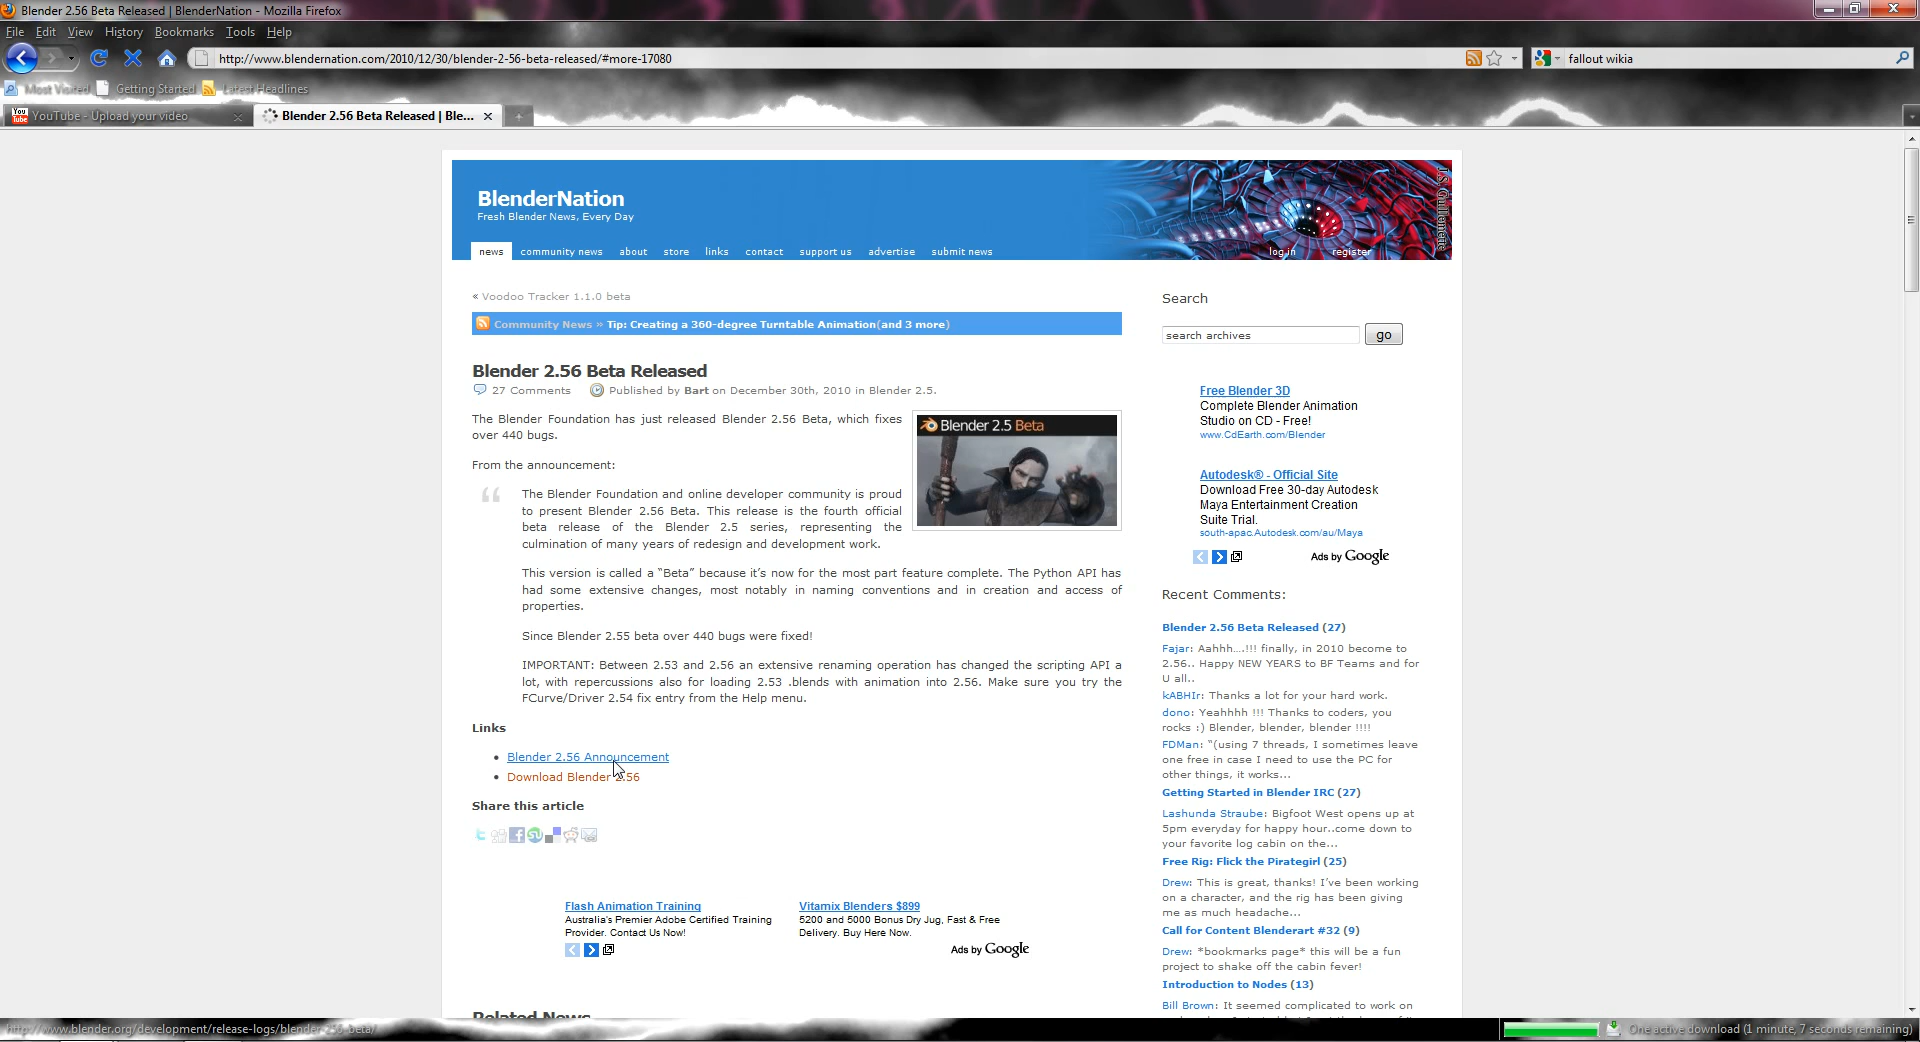 Blender 2.56 Beta Released | BlenderNation - Mozilla Firefox
File Edit View History Bookmarks Tools Help
http://www.blendernation.com/2010/12/30/blender-2-56-beta-released/#more-17080
fallout wikia
Most Visited Getting Started Latest Headlines
YouTube - Upload your video
Blender 2.56 Beta Released | Ble...
BlenderNation
Fresh Blender News, Every Day
news community news about store links contact support us advertise submit news
log in register
« Voodoo Tracker 1.1.0 beta
Community News » Tip: Creating a 360-degree Turntable Animation(and 3 more)
Blender 2.56 Beta Released
27 Comments Published by Bart on December 30th, 2010 in Blender 2.5.
The Blender Foundation has just released Blender 2.56 Beta, which fixes
over 440 bugs.
Blender 2.5 Beta
From the announcement:
“
The Blender Foundation and online developer community is proud
to present Blender 2.56 Beta. This release is the fourth official
beta release of the Blender 2.5 series, representing the
culmination of many years of redesign and development work.
This version is called a “Beta” because it’s now for the most part feature complete. The Python API has
had some extensive changes, most notably in naming conventions and in creation and access of
properties.
Since Blender 2.55 beta over 440 bugs were fixed!
IMPORTANT: Between 2.53 and 2.56 an extensive renaming operation has changed the scripting API a
lot, with repercussions also for loading 2.53 .blends with animation into 2.56. Make sure you try the
FCurve/Driver 2.54 fix entry from the Help menu.
Links
• Blender 2.56 Announcement
• Download Blender 2.56
Share this article
Flash Animation Training
Australia's Premier Adobe Certified Training
Provider. Contact Us Now!
Vitamix Blenders $899
5200 and 5000 Bonus Dry Jug, Fast & Free
Delivery. Buy Here Now.
Ads by Google
Related News
Search
search archives
go
Free Blender 3D
Complete Blender Animation
Studio on CD - Free!
www.CdEarth.com/Blender
Autodesk® - Official Site
Download Free 30-day Autodesk
Maya Entertainment Creation
Suite Trial.
south-apac.Autodesk.com/au/Maya
Ads by Google
Recent Comments:
Blender 2.56 Beta Released (27)
Fajar: Aahhh....!!! finally, in 2010 become to
2.56.. Happy NEW YEARS to BF Teams and for
U all..
kABHIr: Thanks a lot for your hard work.
dono: Yeahhhh !!! Thanks to coders, you
rocks :) Blender, blender, blender !!!!
FDMan: “(using 7 threads, I sometimes leave
one free in case I need to use the PC for
other things, it works...
Getting Started in Blender IRC (27)
Lashunda Straube: Bigfoot West opens up at
5pm everyday for happy hour..come down to
your favorite log cabin on the...
Free Rig: Flick the Pirategirl (25)
Drew: This is great, thanks! I’ve been working
on a character, and the rig has been giving
me as much headache...
Call for Content Blenderart #32 (9)
Drew: *bookmarks page* this will be a fun
project to shake off the cabin fever!
Introduction to Nodes (13)
Bill Brown: It seemed complicated to work on
http://www.blender.org/development/release-logs/blender-256-beta/
One active download (1 minute, 7 seconds remaining)